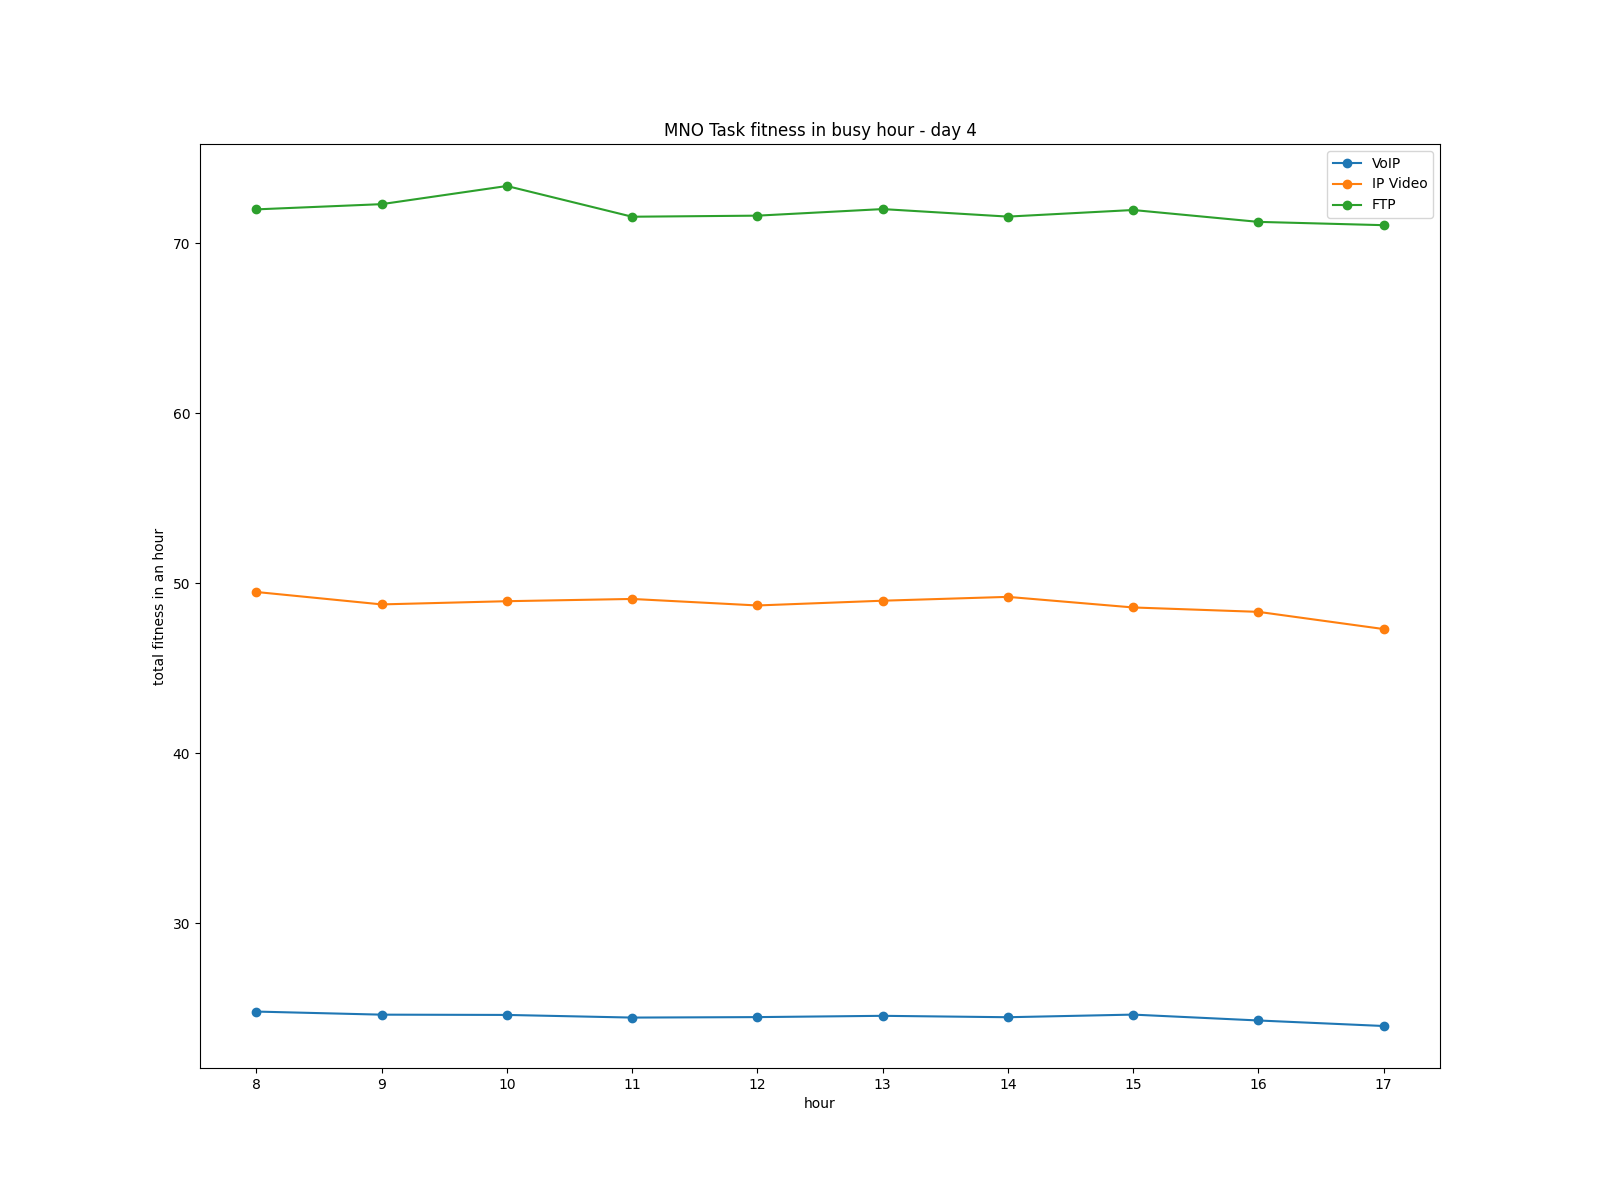 MNO Task fitness in busy hour - day 4
VoIP
IP Video
FTP
total fitness in an hour
70
60
50
40
30
8 9 10 11 12 13 14 15 16 17
hour